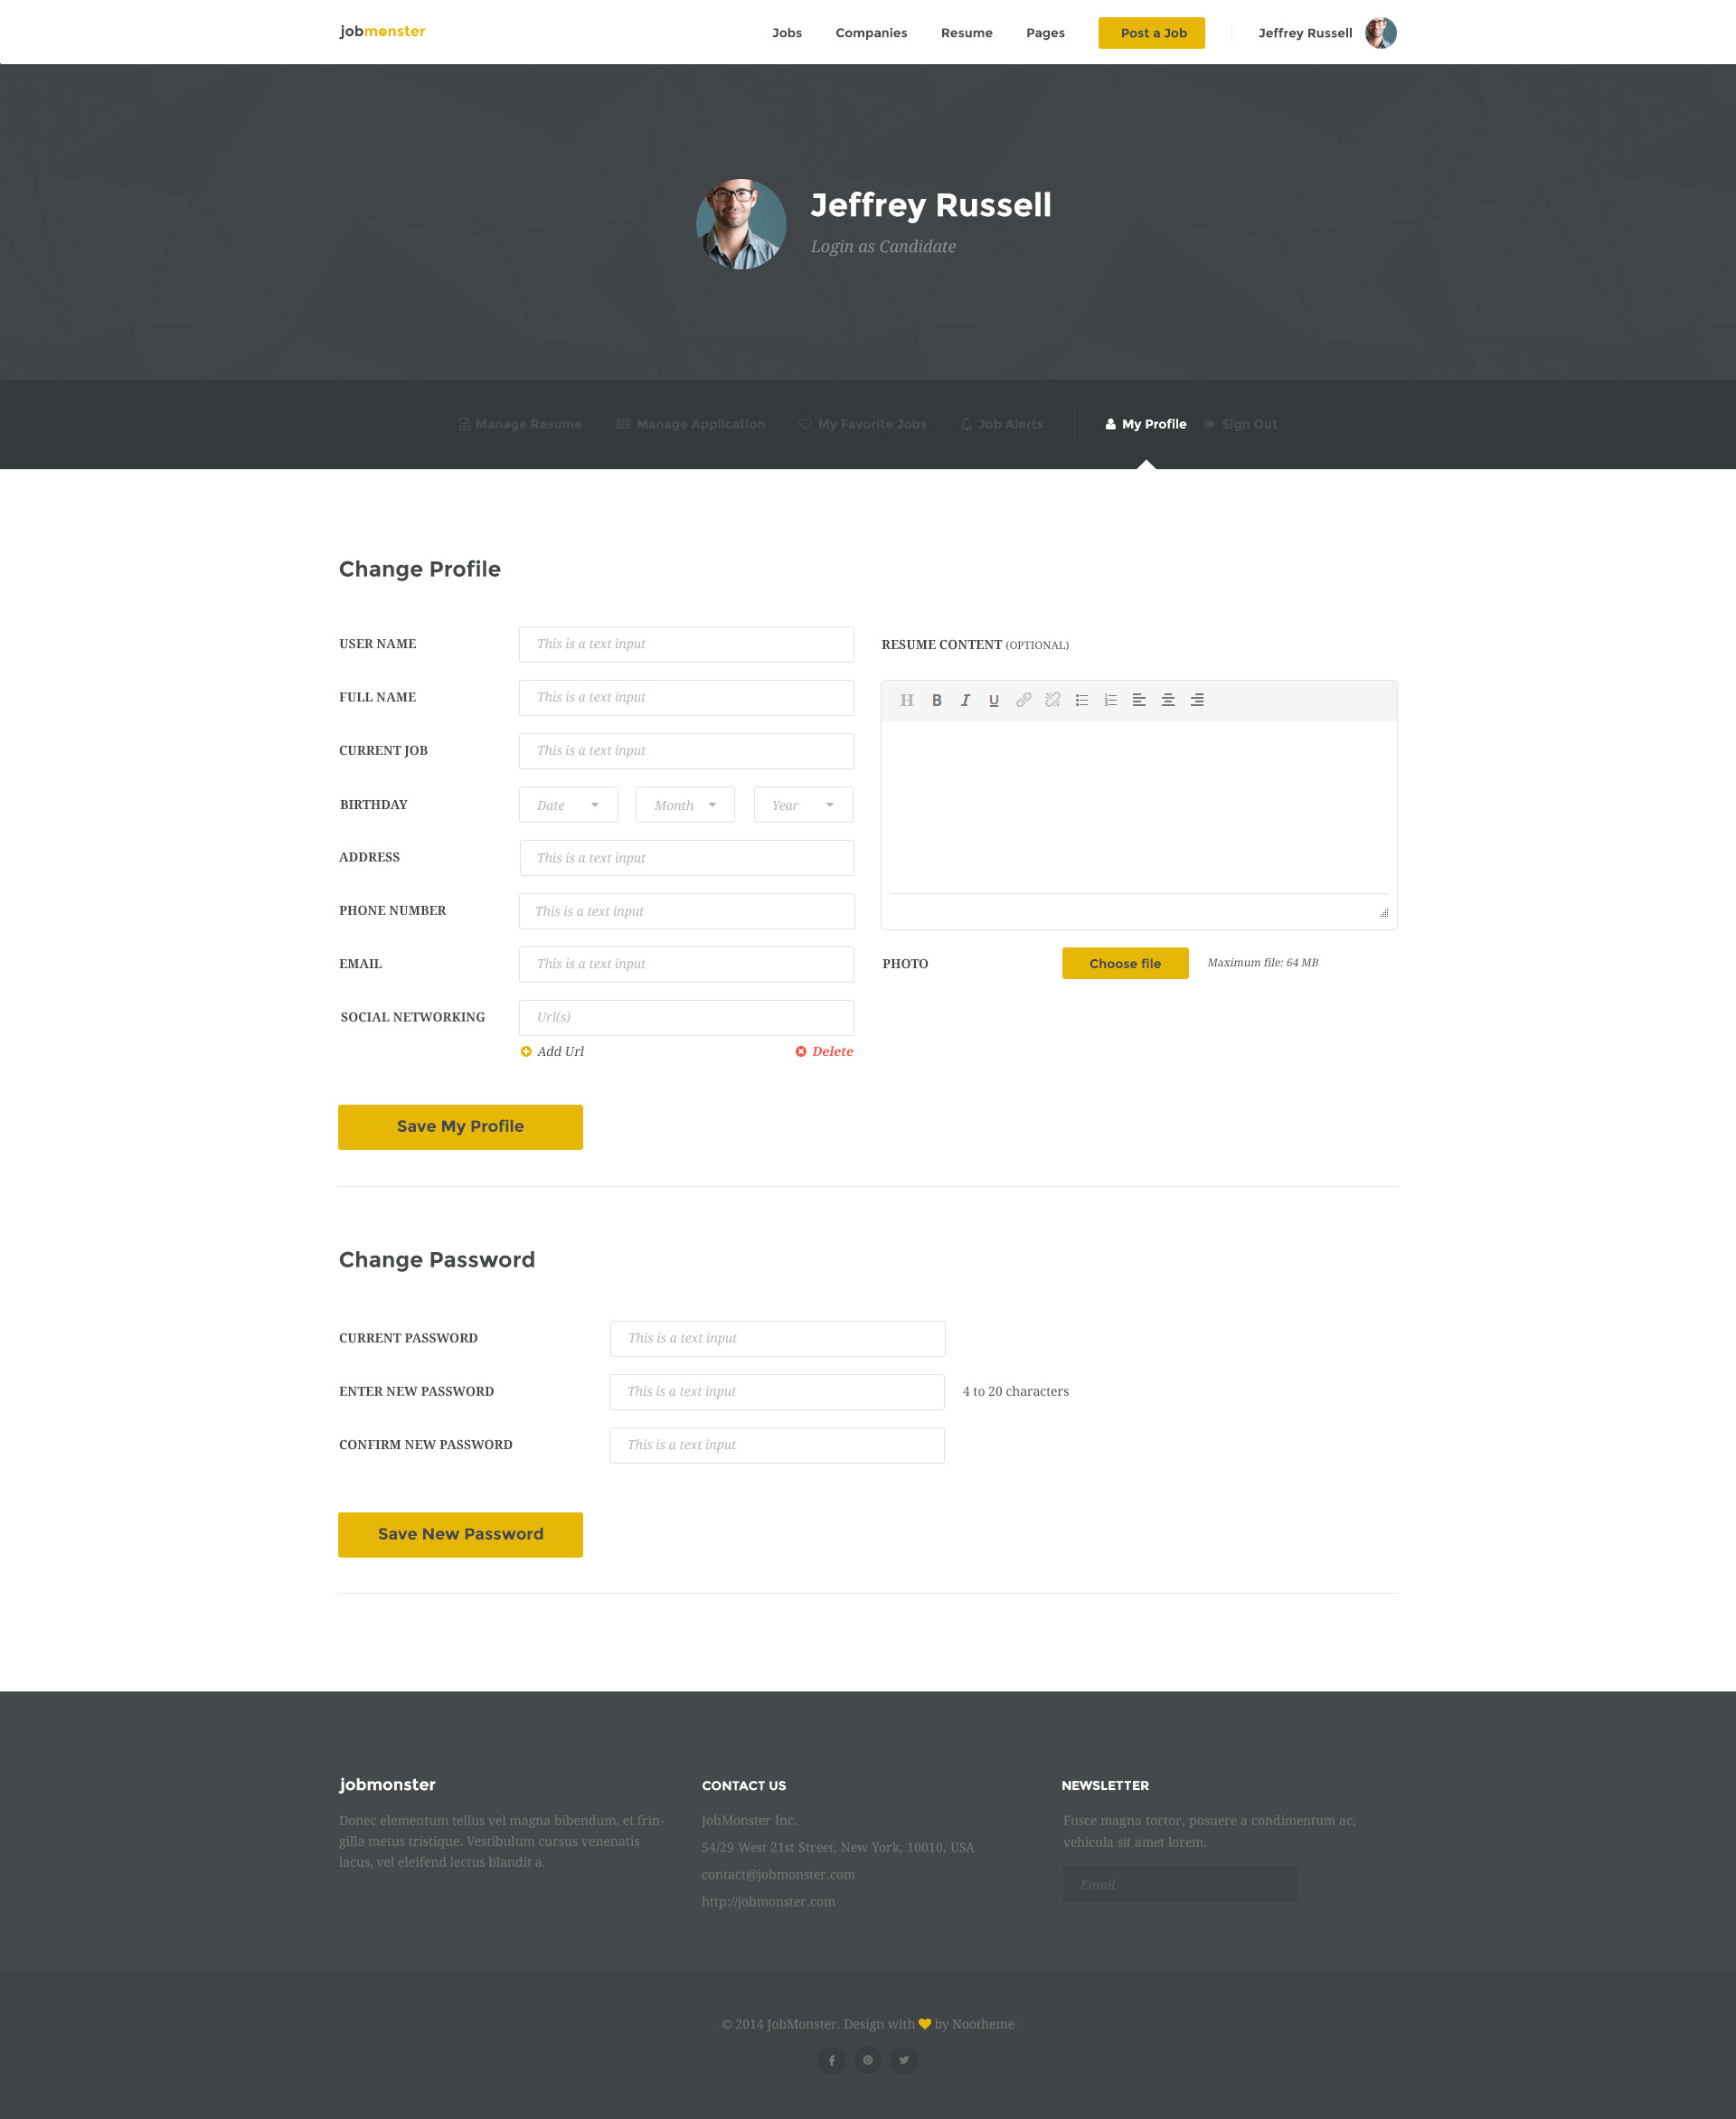 jobmonster
Jobs Companies Resume Pages Post a Job Jeffrey Russell
Jeffrey Russell
Login as Candidate
Manage Resume Manage Application My Favorite Jobs Job Alerts My Profile Sign Out
Change Profile
USER NAME This is a text input
RESUME CONTENT (OPTIONAL)
FULL NAME This is a text input
H B I U
CURRENT JOB This is a text input
BIRTHDAY Date Month Year
ADDRESS This is a text input
PHONE NUMBER This is a text input
EMAIL This is a text input
PHOTO Choose file Maximum file: 64 MB
SOCIAL NETWORKING Url(s)
Add Url Delete
Save My Profile
Change Password
CURRENT PASSWORD This is a text input
ENTER NEW PASSWORD This is a text input 4 to 20 characters
CONFIRM NEW PASSWORD This is a text input
Save New Password
jobmonster
Donec elementum tellus vel magna bibendum, et frin-
gilla metus tristique. Vestibulum cursus venenatis
lacus, vel eleifend lectus blandit a.
CONTACT US
JobMonster Inc.
54/29 West 21st Street, New York, 10010, USA
contact@jobmonster.com
http://jobmonster.com
NEWSLETTER
Fusce magna tortor, posuere a condimentum ac,
vehicula sit amet lorem.
Email
© 2014 JobMonster. Design with by Nootheme